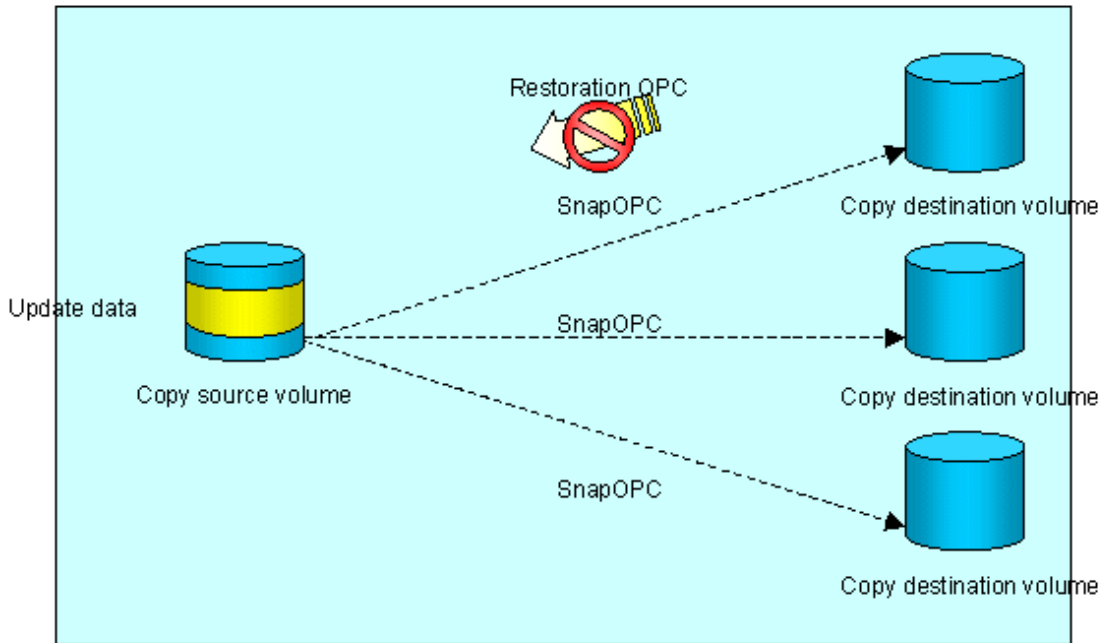 Restoration OPC
SnapOPC
Copy destination volume
Update data
SnapOPC
Copy source volume
Copy destination volume
SnapOPC
Copy destination volume